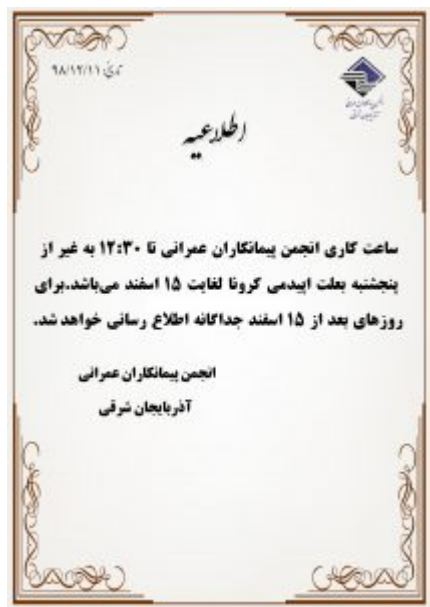 تاریخ: ۹۸/۱۲/۱۱
اطلاعیه
ساعت کاری انجمن پیمانکاران عمرانی تا ۱۲:۳۰ به غیر از
پنجشنبه بعلت اپیدمی کرونا لغایت ۱۵ اسفند می‌باشد.برای
روزهای بعد از ۱۵ اسفند جداگانه اطلاع رسانی خواهد شد.
انجمن پیمانکاران عمرانی
آذربایجان شرقی